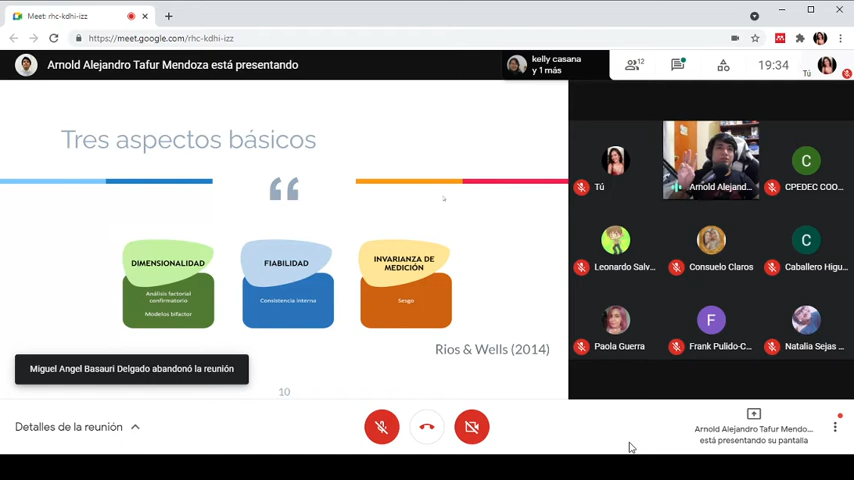 Meet: rhc-kdhi-izz
https://meet.google.com/rhc-kdhi-izz
Arnold Alejandro Tafur Mendoza está presentando
kelly casana
y 1 más
12
19:34
Tú
Tres aspectos básicos
“
DIMENSIONALIDAD
Análisis factorial
confirmatorio
Modelos bifactor
FIABILIDAD
Consistencia interna
INVARIANZA DE
MEDICIÓN
Sesgo
Rios & Wells (2014)
10
Miguel Angel Basauri Delgado abandonó la reunión
Tú
Arnold Alejand...
C
CPEDEC COO...
Leonardo Salv...
Consuelo Claros
C
Caballero Higu...
Paola Guerra
F
Frank Pulido-C...
Natalia Sejas ...
Detalles de la reunión
Arnold Alejandro Tafur Mendo...
está presentando su pantalla